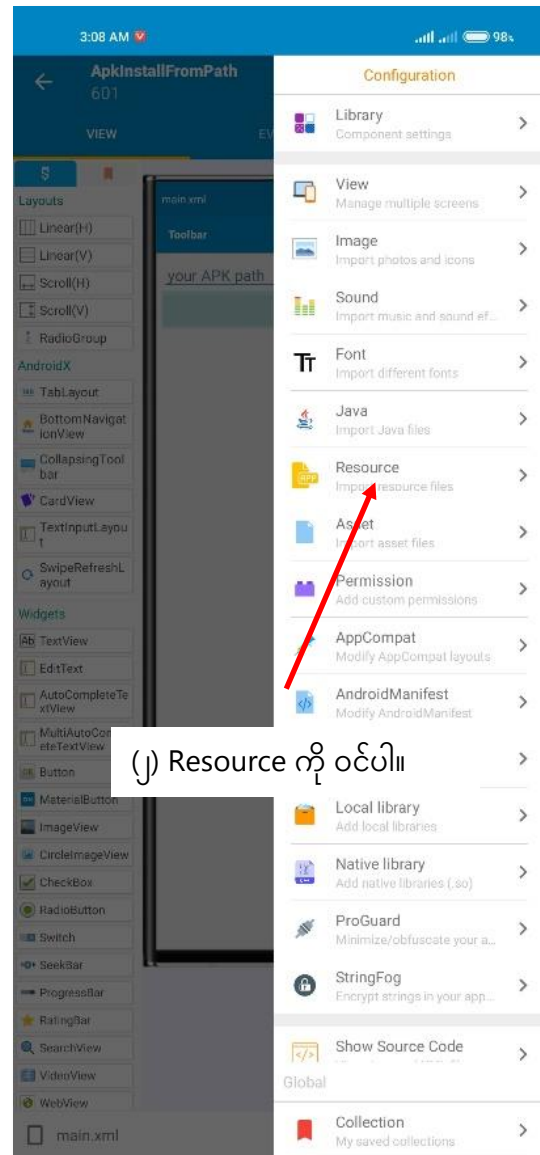 3:08 AM
98%
ApkInstallFromPath
601
VIEW
EV
Layouts
Linear(H)
Linear(V)
Scroll(H)
Scroll(V)
RadioGroup
AndroidX
TabLayout
BottomNavigat
ionView
CollapsingTool
bar
CardView
TextInputLayou
t
SwipeRefreshL
ayout
Widgets
Ab TextView
EditText
AutoCompleteTe
xtView
MultiAutoCom
eteTextView
Button
MaterialButton
ImageView
CircleImageView
CheckBox
RadioButton
Switch
SeekBar
ProgressBar
RatingBar
SearchView
VideoView
WebView
main.xml
main.xml
Toolbar
your APK path
Configuration
Library
Component settings
View
Manage multiple screens
Image
Import photos and icons
Sound
Import music and sound ef...
Font
Import different fonts
Java
Import Java files
Resource
Import resource files
Asset
Import asset files
Permission
Add custom permissions
AppCompat
Modify AppCompat layouts
AndroidManifest
Modify AndroidManifest
(၂) Resource ကို ဝင်ပါ။
Local library
Add local libraries
Native library
Add native libraries (.so)
ProGuard
Minimize/obfuscate your a...
StringFog
Encrypt strings in your app...
Show Source Code
Global
Collection
My saved collections